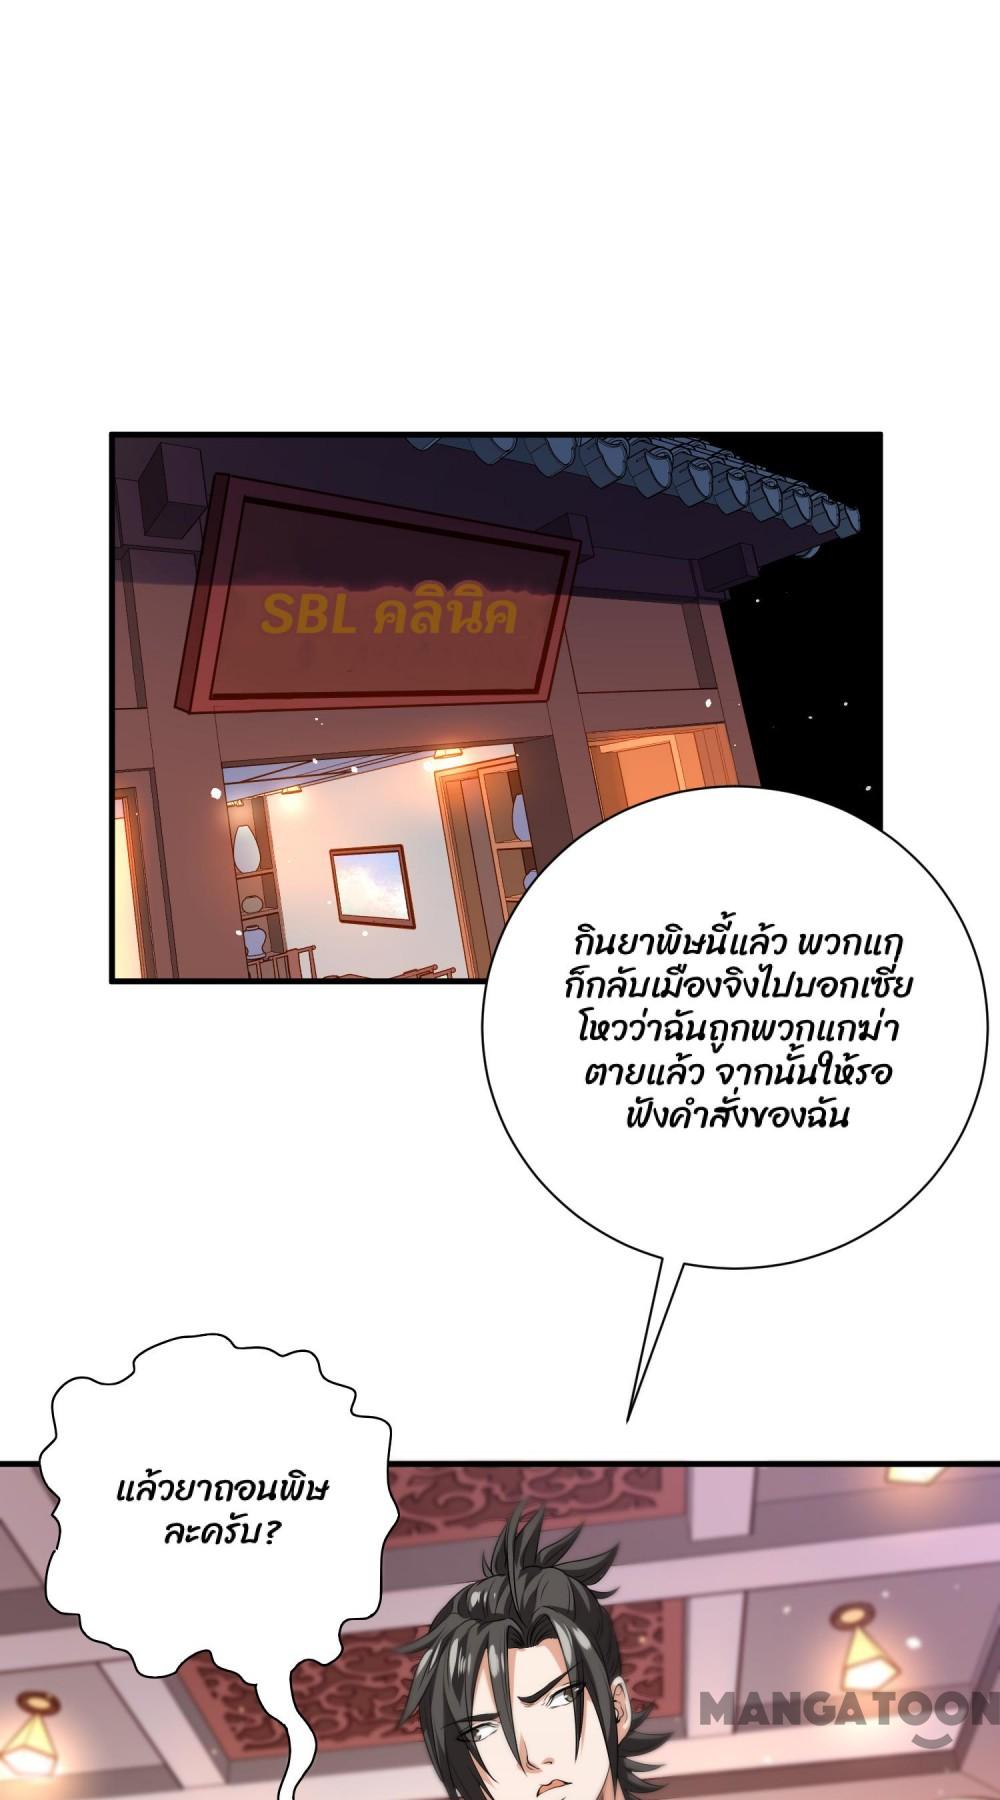 SBL คลินิค
กินยาพิษนี้แล้ว พวกแก
ก็กลับเมืองจิงไปบอกเซี่ย
โหวว่าฉันถูกพวกแกฆ่า
ตายแล้ว จากนั้นให้รอ
ฟังคำสั่งของฉัน
แล้วยาถอนพิษ
ละครับ?
MANGATOON